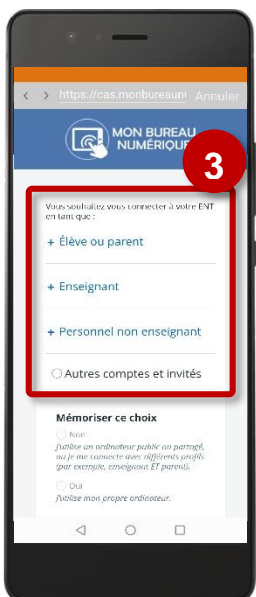 https://cas.monbureaunu Annuler
MON BUREAU
NUMÉRIQUE
3
Vous souhaitez vous connecter à votre ENT
en tant que :
+ Élève ou parent
+ Enseignant
+ Personnel non enseignant
Autres comptes et invités
Mémoriser ce choix
Non
J'utilise un ordinateur public ou partagé,
ou je me connecte avec différents profils
(par exemple, enseignant ET parent).
Oui
J'utilise mon propre ordinateur.